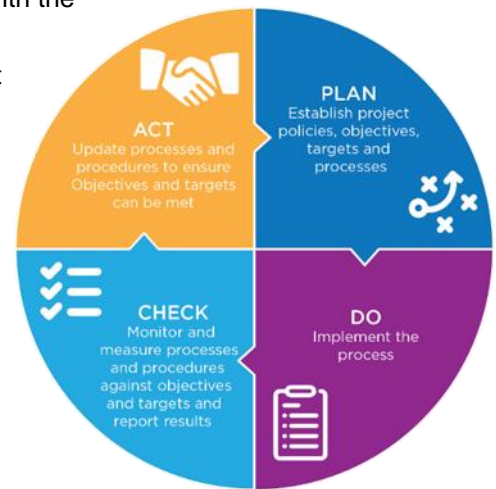 ith the
ACT
Update processes and
procedures to ensure
Objectives and targets
can be met
PLAN
Establish project
policies, objectives,
targets and
processes
CHECK
Monitor and
measure processes
and procedures
against objectives
and targets and
report results
DO
Implement the
process